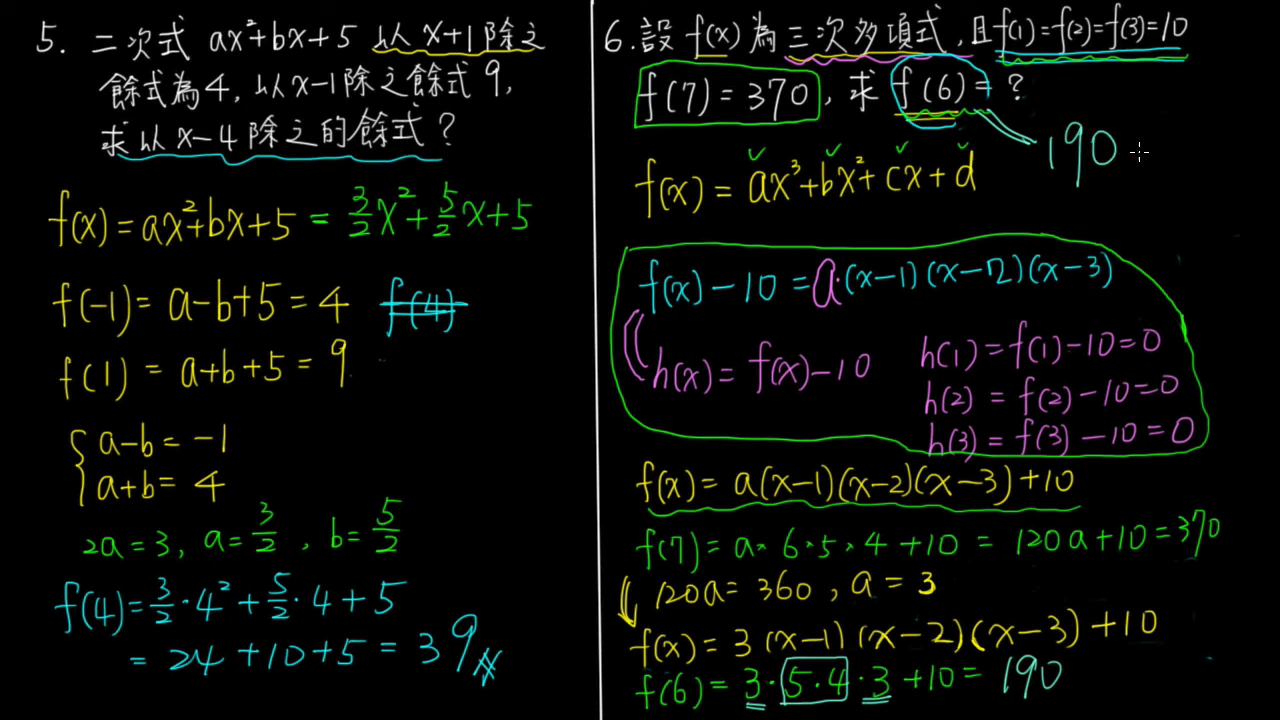 5. 二次式 ax²+bx+5 以 x+1 除之
餘式為4, 以 x-1 除之餘式 9,
求以 x-4 除之的餘式?
f(x) = ax²+bx+5 = 3/2 x² + 5/2 x + 5
f(-1) = a-b+5 = 4 f(4)
f(1) = a+b+5 = 9
a-b = -1
a+b = 4
2a=3, a=3/2, b=5/2
f(4) = 3/2 · 4² + 5/2 · 4 + 5
= 24+10+5 = 39
6. 設 f(x) 為三次多項式, 且 f(1)=f(2)=f(3)=10
f(7) = 370, 求 f(6) = ?
190
f(x) = ax³+bx²+cx+d
f(x)-10 = a·(x-1)(x-2)(x-3)
h(x) = f(x)-10
h(1) = f(1)-10=0
h(2) = f(2)-10=0
h(3) = f(3)-10=0
f(x) = a(x-1)(x-2)(x-3)+10
f(7) = a·6·5·4+10 = 120a+10=370
120a=360, a=3
f(x) = 3(x-1)(x-2)(x-3)+10
f(6) = 3·5·4·3+10= 190